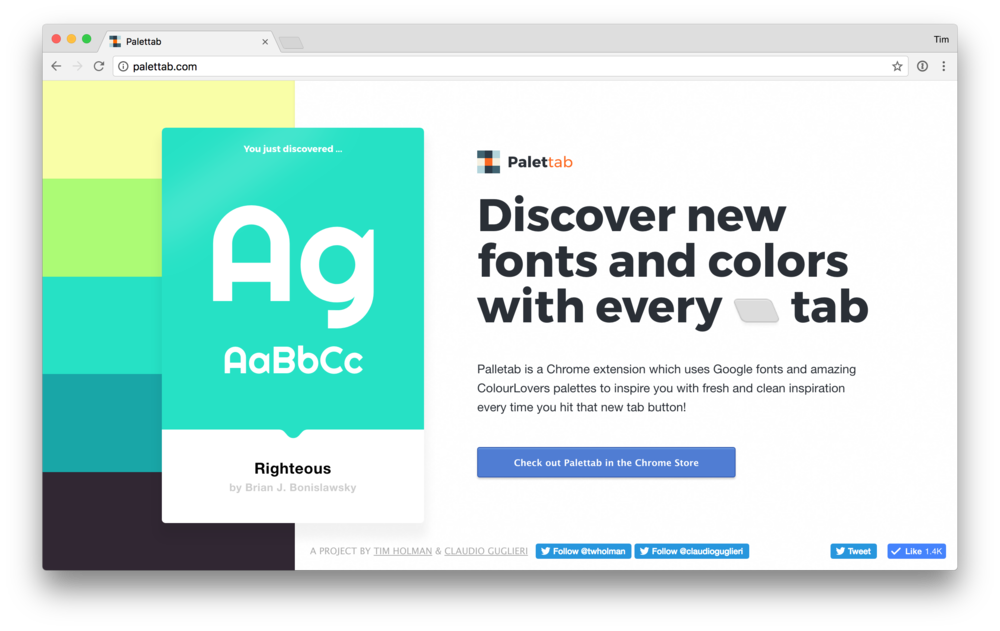 Palettab
Tim
palettab.com
You just discovered ...
Ag
AaBbCc
Righteous
by Brian J. Bonislawsky
Palettab
Discover new
fonts and colors
with every tab
Palletab is a Chrome extension which uses Google fonts and amazing
ColourLovers palettes to inspire you with fresh and clean inspiration
every time you hit that new tab button!
Check out Palettab in the Chrome Store
A PROJECT BY TIM HOLMAN & CLAUDIO GUGLIERI
Follow @twholman
Follow @claudioguglieri
Tweet
Like 1.4K